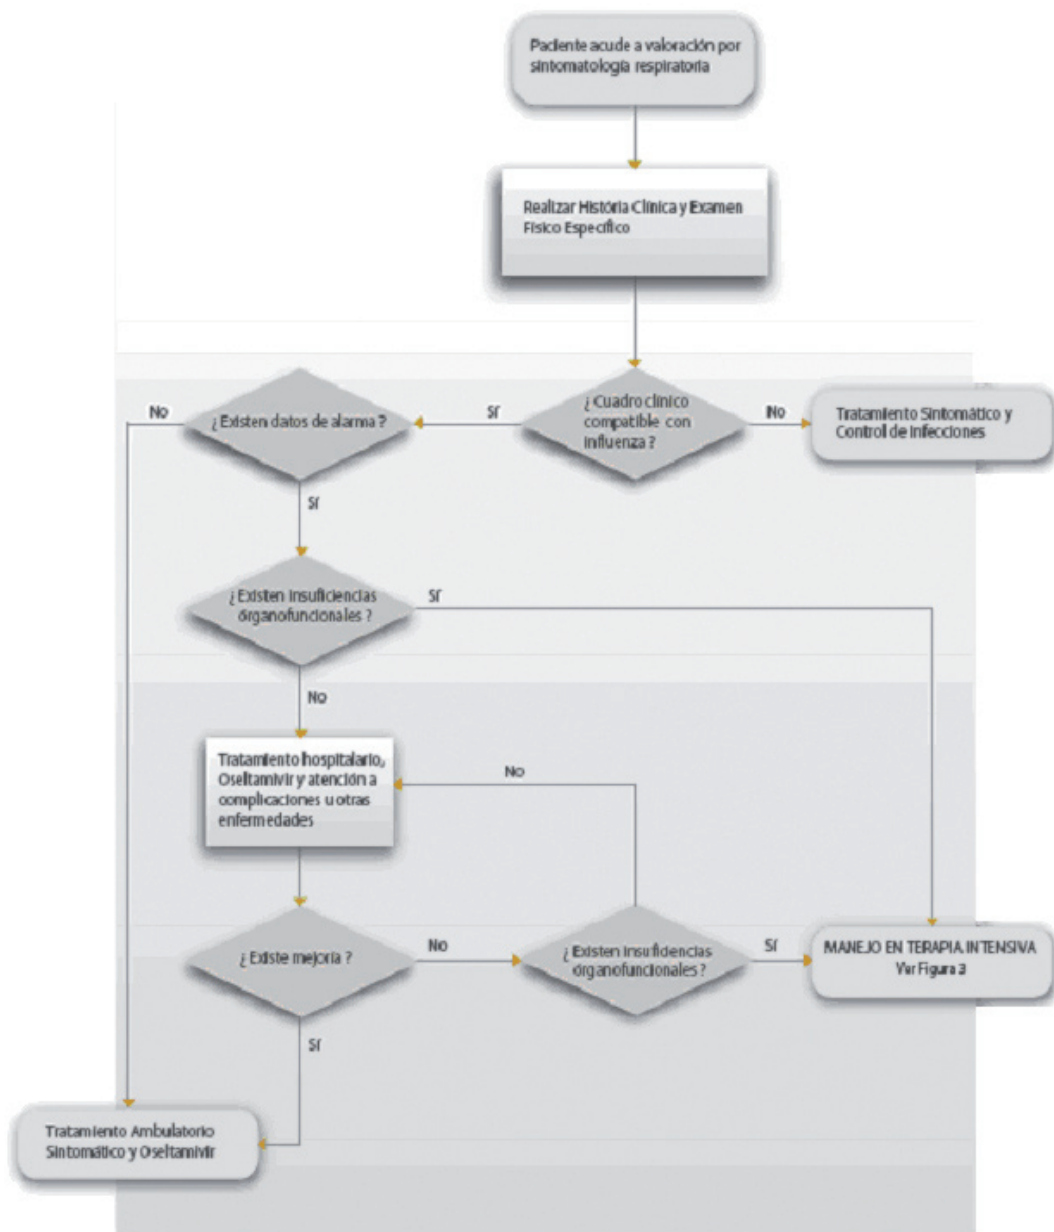 Paciente acude a valoración por
sintomatología respiratoria
Realizar História Clínica y Examen
Físico Específico
¿Cuadro clínico
compatible con
influenza?
No
Tratamiento Sintomático y
Control de Infecciones
Sí
¿Existen datos de alarma?
No
Sí
¿Existen insuficiencias
órganofuncionales?
Sí
No
Tratamiento hospitalario,
Oseltamivir y atención a
complicaciones u otras
enfermedades
No
¿Existe mejoría?
No
¿Existen insuficiencias
órganofuncionales?
Sí
MANEJO EN TERAPIA INTENSIVA
Ver Figura 3
Sí
Tratamiento Ambulatorio
Sintomático y Oseltamivir